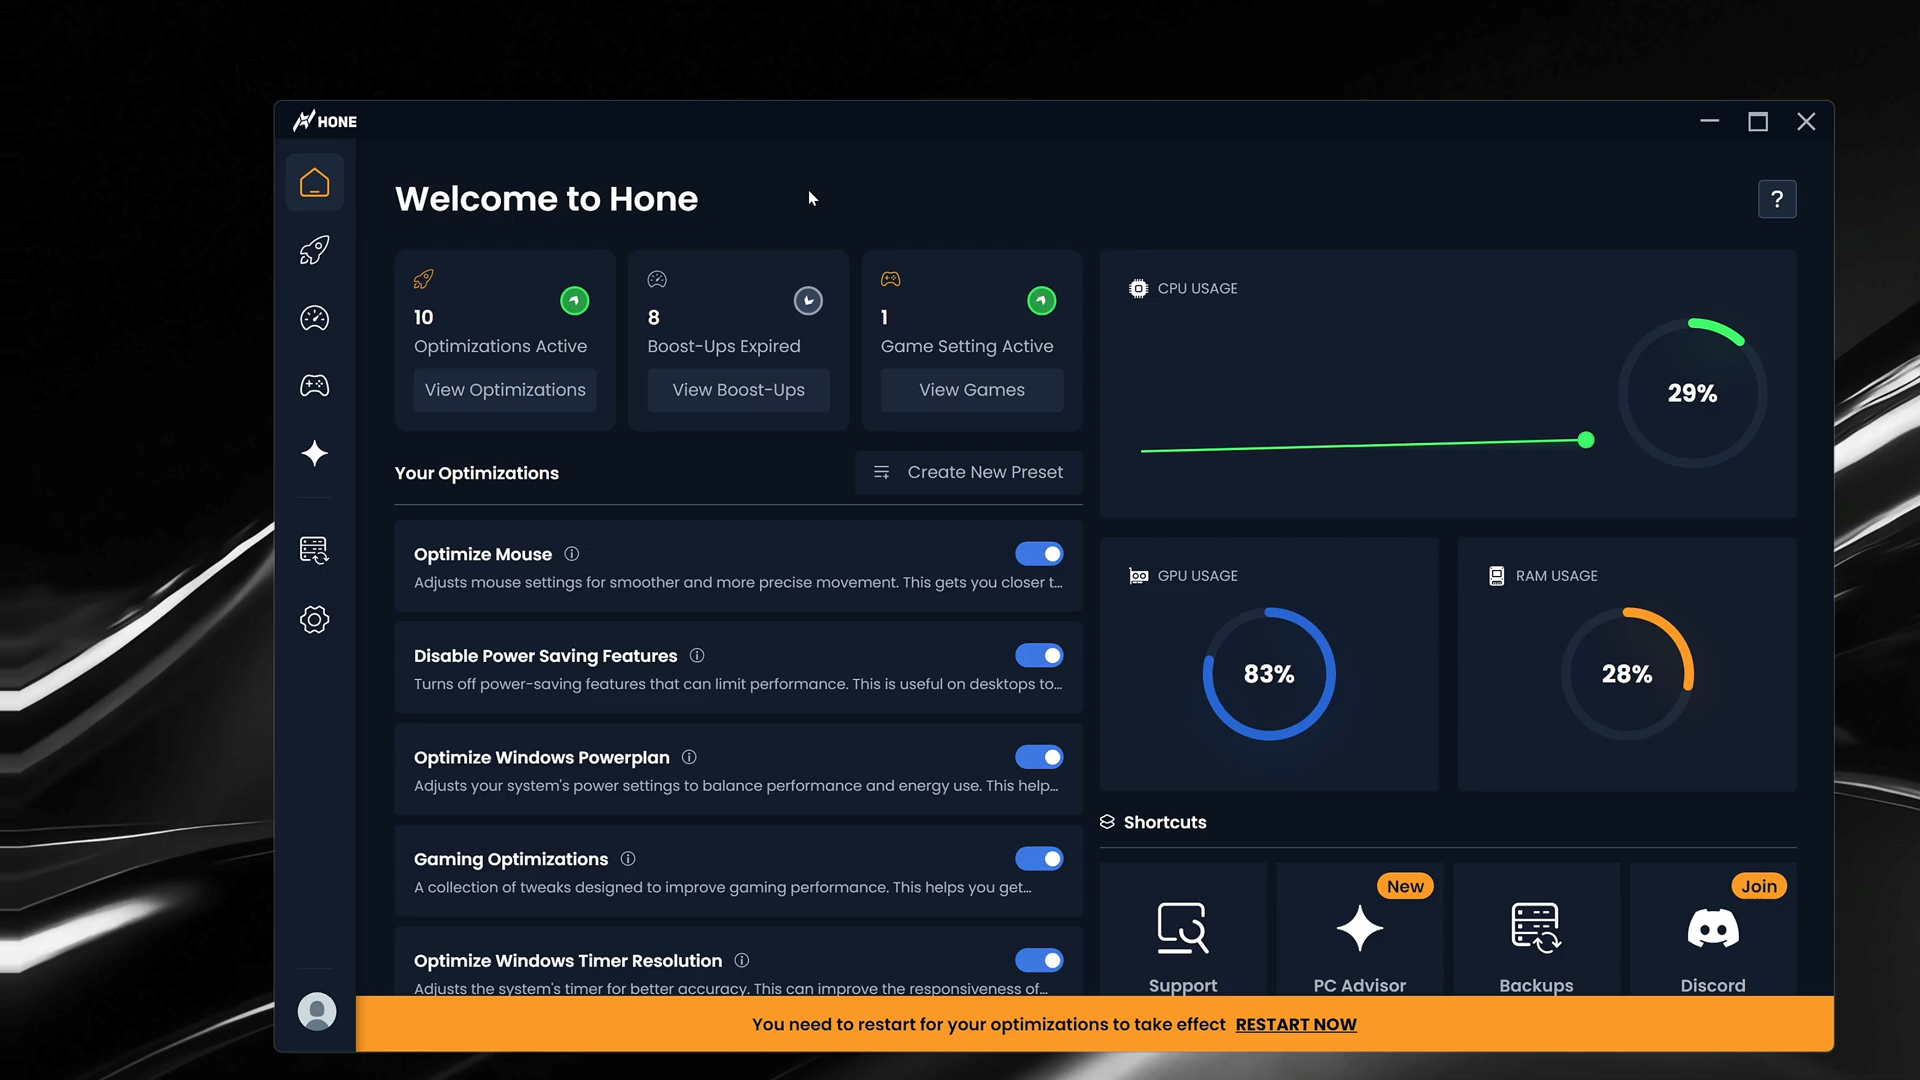 HONE
Welcome to Hone
?
10
Optimizations Active
View Optimizations
8
Boost-Ups Expired
View Boost-Ups
1
Game Setting Active
View Games
CPU USAGE
29%
Your Optimizations
Create New Preset
Optimize Mouse
Adjusts mouse settings for smoother and more precise movement. This gets you closer t...
Disable Power Saving Features
Turns off power-saving features that can limit performance. This is useful on desktops to...
Optimize Windows Powerplan
Adjusts your system's power settings to balance performance and energy use. This help...
Gaming Optimizations
A collection of tweaks designed to improve gaming performance. This helps you get...
Optimize Windows Timer Resolution
Adjusts the system's timer for better accuracy. This can improve the responsiveness of...
GPU USAGE
83%
RAM USAGE
28%
Shortcuts
Support
New
PC Advisor
Backups
Join
Discord
You need to restart for your optimizations to take effect RESTART NOW